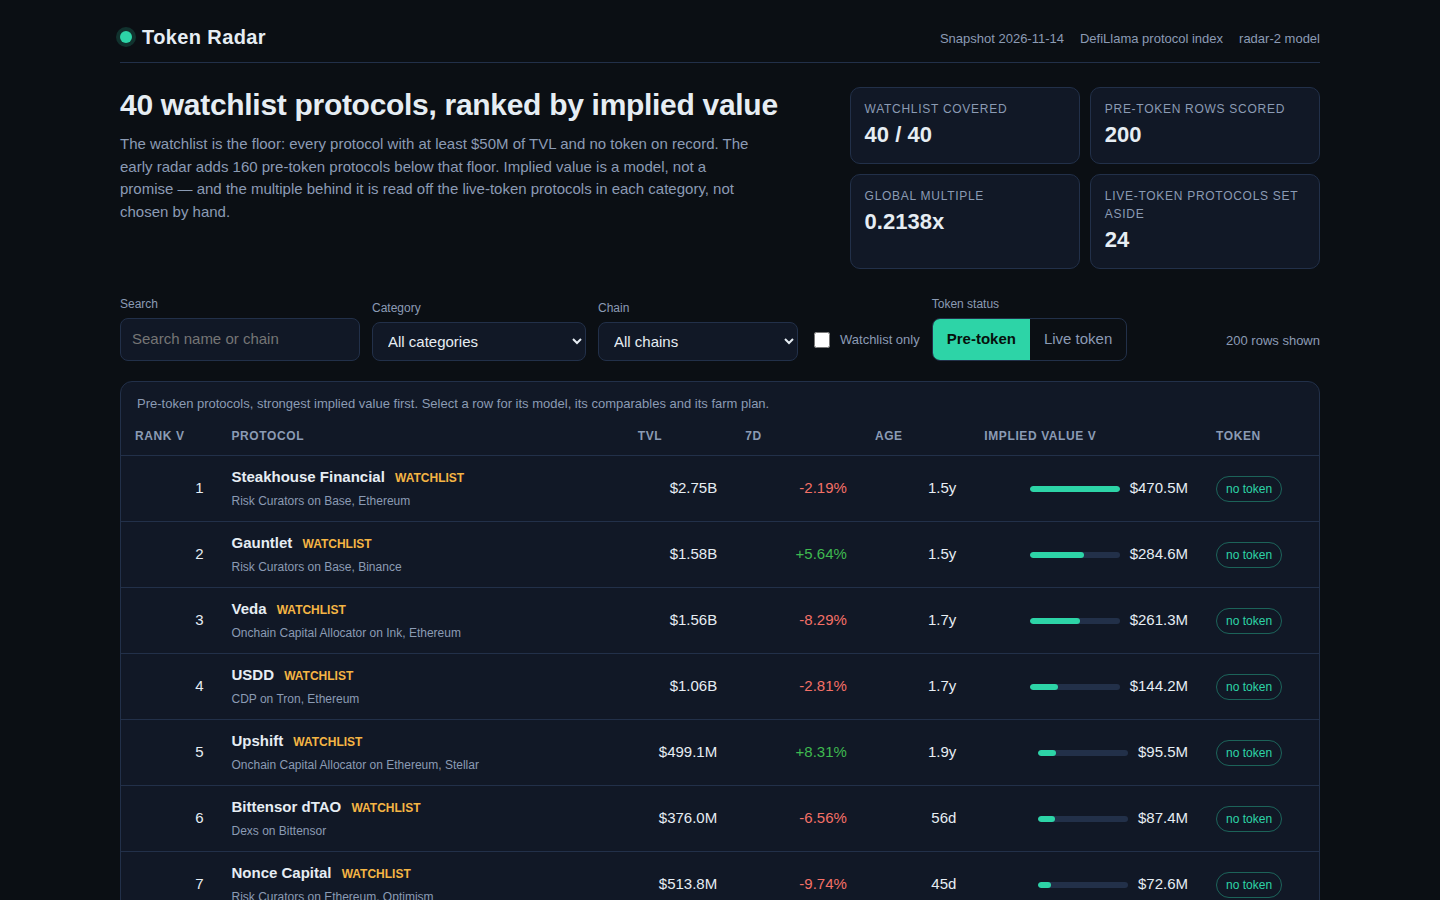 Token Radar
Snapshot 2026-11-14 DefiLlama protocol index radar-2 model
40 watchlist protocols, ranked by implied value
The watchlist is the floor: every protocol with at least $50M of TVL and no token on record. The
early radar adds 160 pre-token protocols below that floor. Implied value is a model, not a
promise — and the multiple behind it is read off the live-token protocols in each category, not
chosen by hand.
WATCHLIST COVERED
40 / 40
PRE-TOKEN ROWS SCORED
200
GLOBAL MULTIPLE
0.2138x
LIVE-TOKEN PROTOCOLS SET
ASIDE
24
Search
Search name or chain
Category
All categories
Chain
All chains
Watchlist only
Token status
Pre-token Live token
200 rows shown
Pre-token protocols, strongest implied value first. Select a row for its model, its comparables and its farm plan.
RANK V PROTOCOL TVL 7D AGE IMPLIED VALUE V TOKEN
1 Steakhouse Financial WATCHLIST $2.75B -2.19% 1.5y $470.5M no token
Risk Curators on Base, Ethereum
2 Gauntlet WATCHLIST $1.58B +5.64% 1.5y $284.6M no token
Risk Curators on Base, Binance
3 Veda WATCHLIST $1.56B -8.29% 1.7y $261.3M no token
Onchain Capital Allocator on Ink, Ethereum
4 USDD WATCHLIST $1.06B -2.81% 1.7y $144.2M no token
CDP on Tron, Ethereum
5 Upshift WATCHLIST $499.1M +8.31% 1.9y $95.5M no token
Onchain Capital Allocator on Ethereum, Stellar
6 Bittensor dTAO WATCHLIST $376.0M -6.56% 56d $87.4M no token
Dexs on Bittensor
7 Nonce Capital WATCHLIST $513.8M -9.74% 45d $72.6M no token
Risk Curators on Ethereum, Optimism